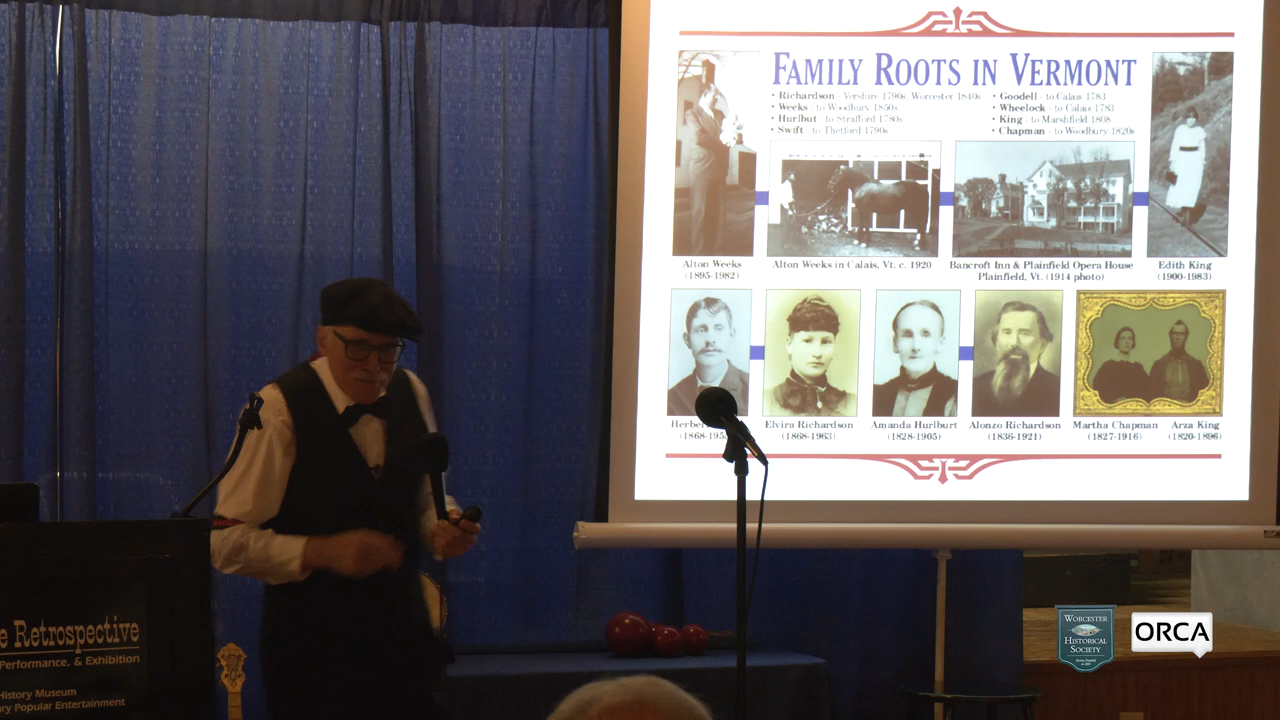 FAMILY ROOTS IN VERMONT
• Richardson - Vershire 1790s Worcester 1840s
• Weeks - to Woodbury 1850s
• Hurlbut - to Strafford 1780s
• Swift - to Thetford 1790s
• Goodell - to Calais 1783
• Wheelock - to Calais 1783
• King - to Marshfield 1808
• Chapman - to Woodbury 1820s
Alton Weeks
(1895-1982)
Alton Weeks in Calais, Vt. c. 1920
Bancroft Inn & Plainfield Opera House
Plainfield, Vt. (1914 photo)
Edith King
(1900-1983)
Elvira Richardson
(1868-1963)
Amanda Hurlburt
(1828-1905)
Alonzo Richardson
(1836-1921)
Martha Chapman
(1827-1916)
Arza King
(1820-1896)
Retrospective
Performance, & Exhibition
History Museum
Popular Entertainment
WORCESTER
HISTORICAL
SOCIETY
ORCA